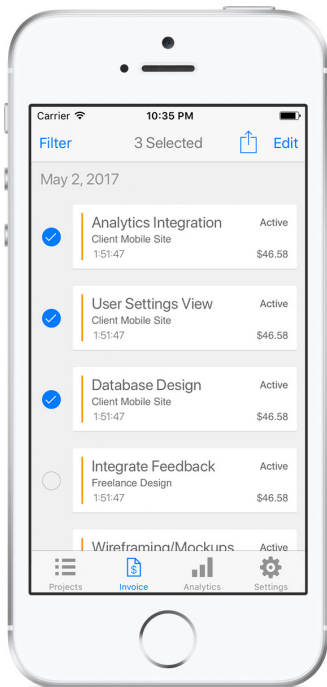 Carrier 10:35 PM
Filter 3 Selected Edit
May 2, 2017
Analytics Integration Active
Client Mobile Site
1:51:47 $46.58
User Settings View Active
Client Mobile Site
1:51:47 $46.58
Database Design Active
Client Mobile Site
1:51:47 $46.58
Integrate Feedback Active
Freelance Design
1:51:47 $46.58
Wireframing/Mockups Active
$
Projects Invoice Analytics Settings